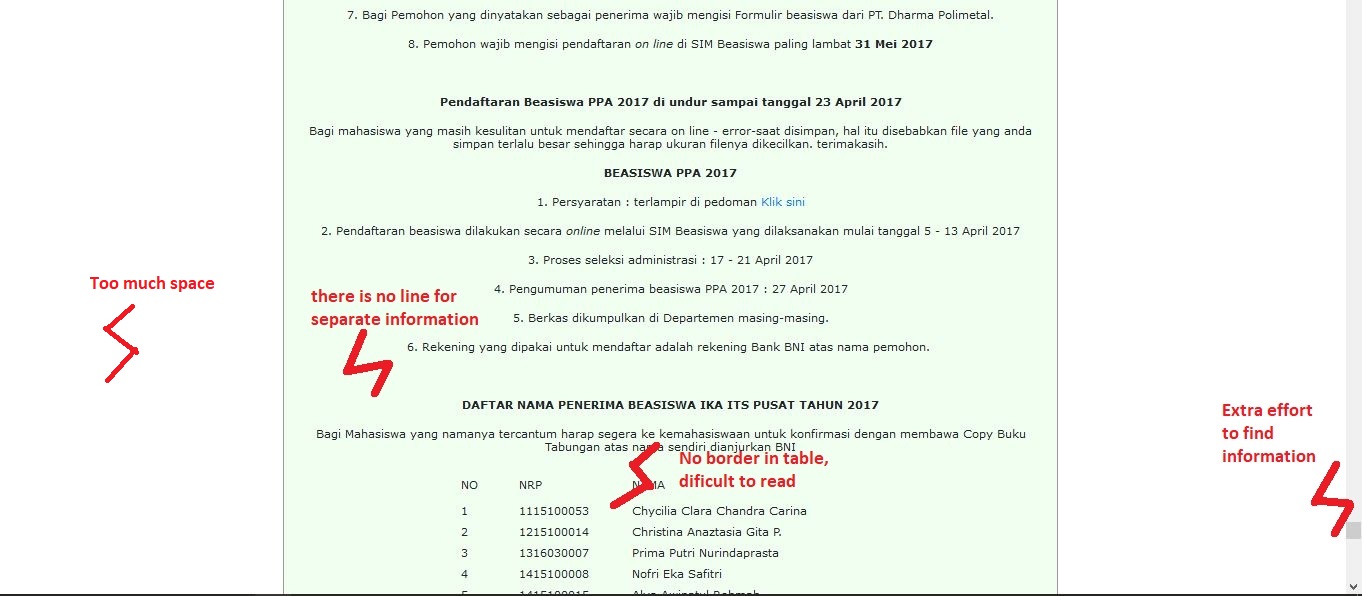 7. Bagi Pemohon yang dinyatakan sebagai penerima wajib mengisi Formulir beasiswa dari PT. Dharma Polimetal.
8. Pemohon wajib mengisi pendaftaran on line di SIM Beasiswa paling lambat 31 Mei 2017
Pendaftaran Beasiswa PPA 2017 di undur sampai tanggal 23 April 2017
Bagi mahasiswa yang masih kesulitan untuk mendaftar secara on line - error-saat disimpan, hal itu disebabkan file yang anda
simpan terlalu besar sehingga harap ukuran filenya dikecilkan. terimakasih.
BEASISWA PPA 2017
1. Persyaratan : terlampir di pedoman Klik sini
2. Pendaftaran beasiswa dilakukan secara online melalui SIM Beasiswa yang dilaksanakan mulai tanggal 5 - 13 April 2017
3. Proses seleksi administrasi : 17 - 21 April 2017
Too much space
there is no line for
separate information
4. Pengumuman penerima beasiswa PPA 2017 : 27 April 2017
5. Berkas dikumpulkan di Departemen masing-masing.
6. Rekening yang dipakai untuk mendaftar adalah rekening Bank BNI atas nama pemohon.
DAFTAR NAMA PENERIMA BEASISWA IKA ITS PUSAT TAHUN 2017
Extra effort
to find
information
Bagi Mahasiswa yang namanya tercantum harap segera ke kemahasiswaan untuk konfirmasi dengan membawa Copy Buku
Tabungan atas nama sendiri dianjurkan BNI
No border in table,
dificult to read
NO NRP NAMA
1 1115100053 Chycilia Clara Chandra Carina
2 1215100014 Christina Anaztasia Gita P.
3 1316030007 Prima Putri Nurindaprasta
4 1415100008 Nofri Eka Safitri